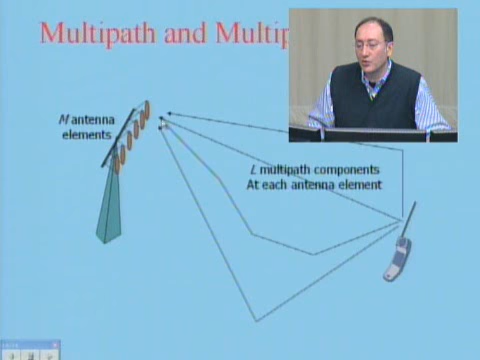 Multipath and Multip
M antenna
elements
L multipath components
At each antenna element